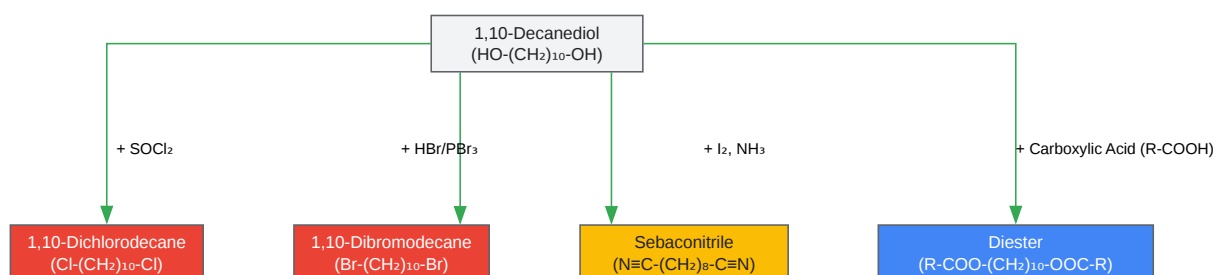 1,10-Decanediol
(HO-(CH₂)₁₀-OH)
+ SOCl₂
+ HBr/PBr₃
+ I₂, NH₃
+ Carboxylic Acid (R-COOH)
1,10-Dichlorodecane
(Cl-(CH₂)₁₀-Cl)
1,10-Dibromodecane
(Br-(CH₂)₁₀-Br)
Sebaconitrile
(N≡C-(CH₂)₈-C≡N)
Diester
(R-COO-(CH₂)₁₀-OOC-R)